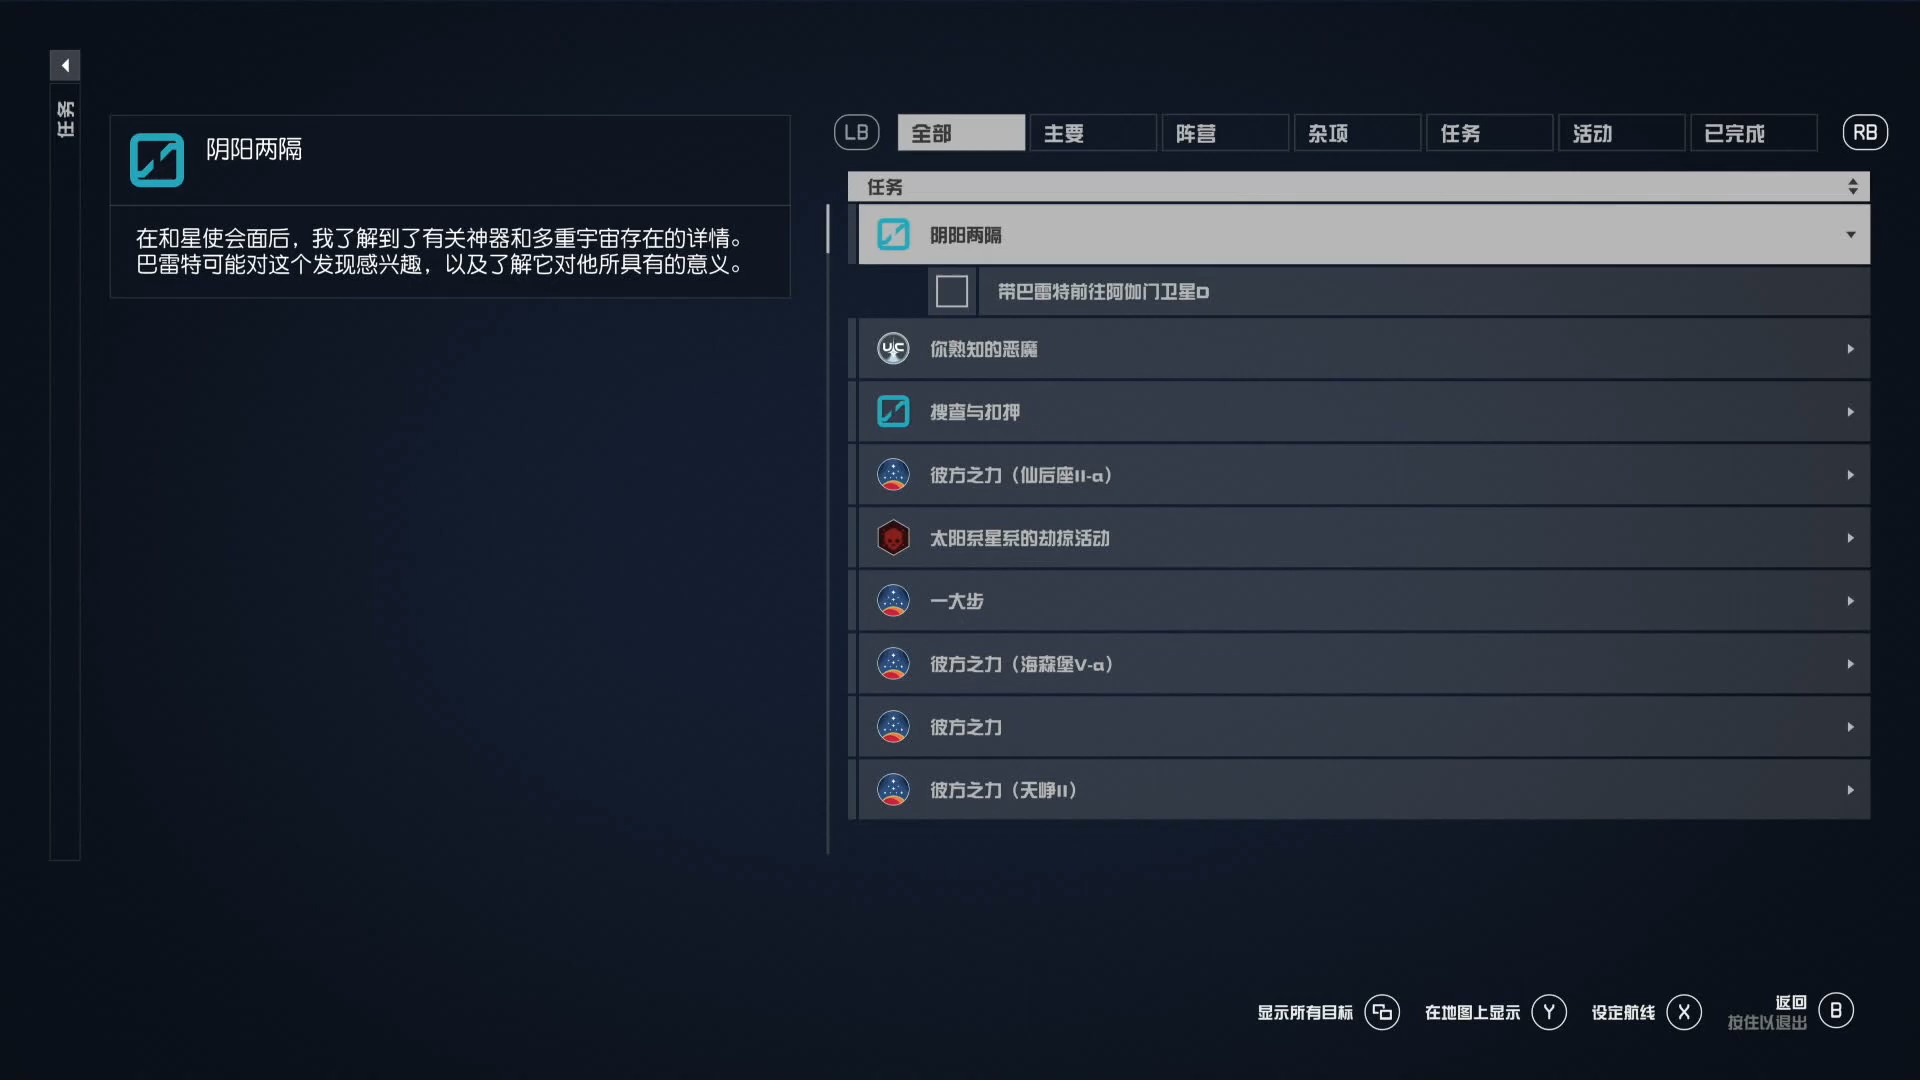 任务
阴阳两隔
在和星使会面后，我了解到了有关神器和多重宇宙存在的详情。
巴雷特可能对这个发现感兴趣，以及了解它对他所具有的意义。
LB 全部 主要 阵营 杂项 任务 活动 已完成 RB
任务
阴阳两隔
带巴雷特前往阿伽门卫星D
UC 你熟知的恶魔
搜查与扣押
彼方之力（仙后座II-a）
太阳系星系的劫掠活动
一大步
彼方之力（海森堡V-a）
彼方之力
彼方之力（天峥II）
显示所有目标 在地图上显示 Y 设定航线 X 返回 B
按住以退出